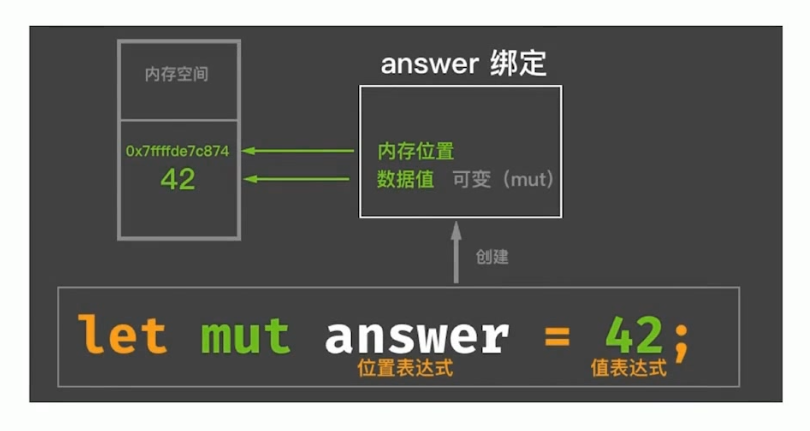 内存空间
0x7ffffde7c874
42
answer 绑定
内存位置
数据值 可变（mut）
创建
let mut answer = 42;
位置表达式 值表达式